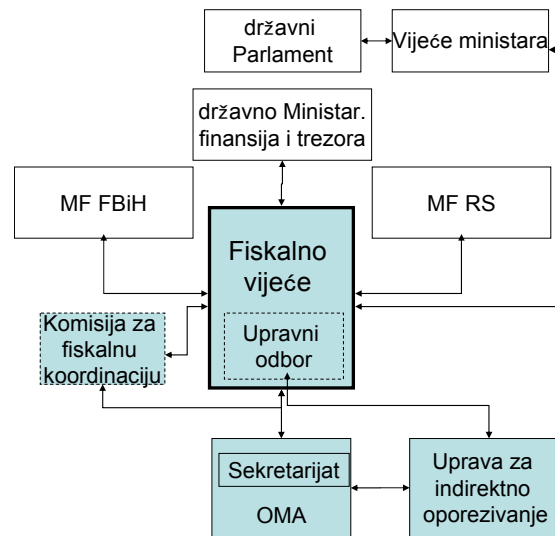 državni
Parlament
Vijeće ministara
državno Ministar.
finansija i trezora
MF FBiH
MF RS
Fiskalno
vijeće
Upravni
odbor
Komisija za
fiskalnu
koordinaciju
Sekretarijat
OMA
Uprava za
indirektno
oporezivanje